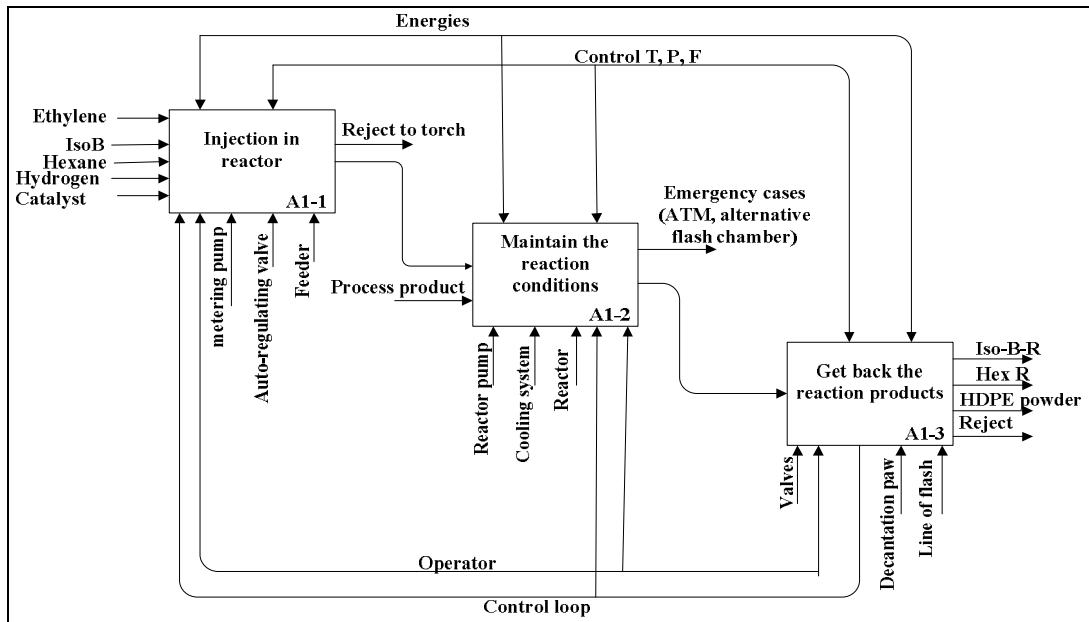 Energies
Control T, P, F
Ethylene
IsoB
Hexane
Hydrogen
Catalyst
Injection in
reactor
A1-1
Reject to torch
metering pump
Auto-regulating valve
Feeder
Emergency cases
(ATM, alternative
flash chamber)
Maintain the
reaction
conditions
A1-2
Process product
Reactor pump
Cooling system
Reactor
Get back the
reaction products
A1-3
Iso-B-R
Hex R
HDPE powder
Reject
Valves
Decantation paw
Line of flash
Operator
Control loop